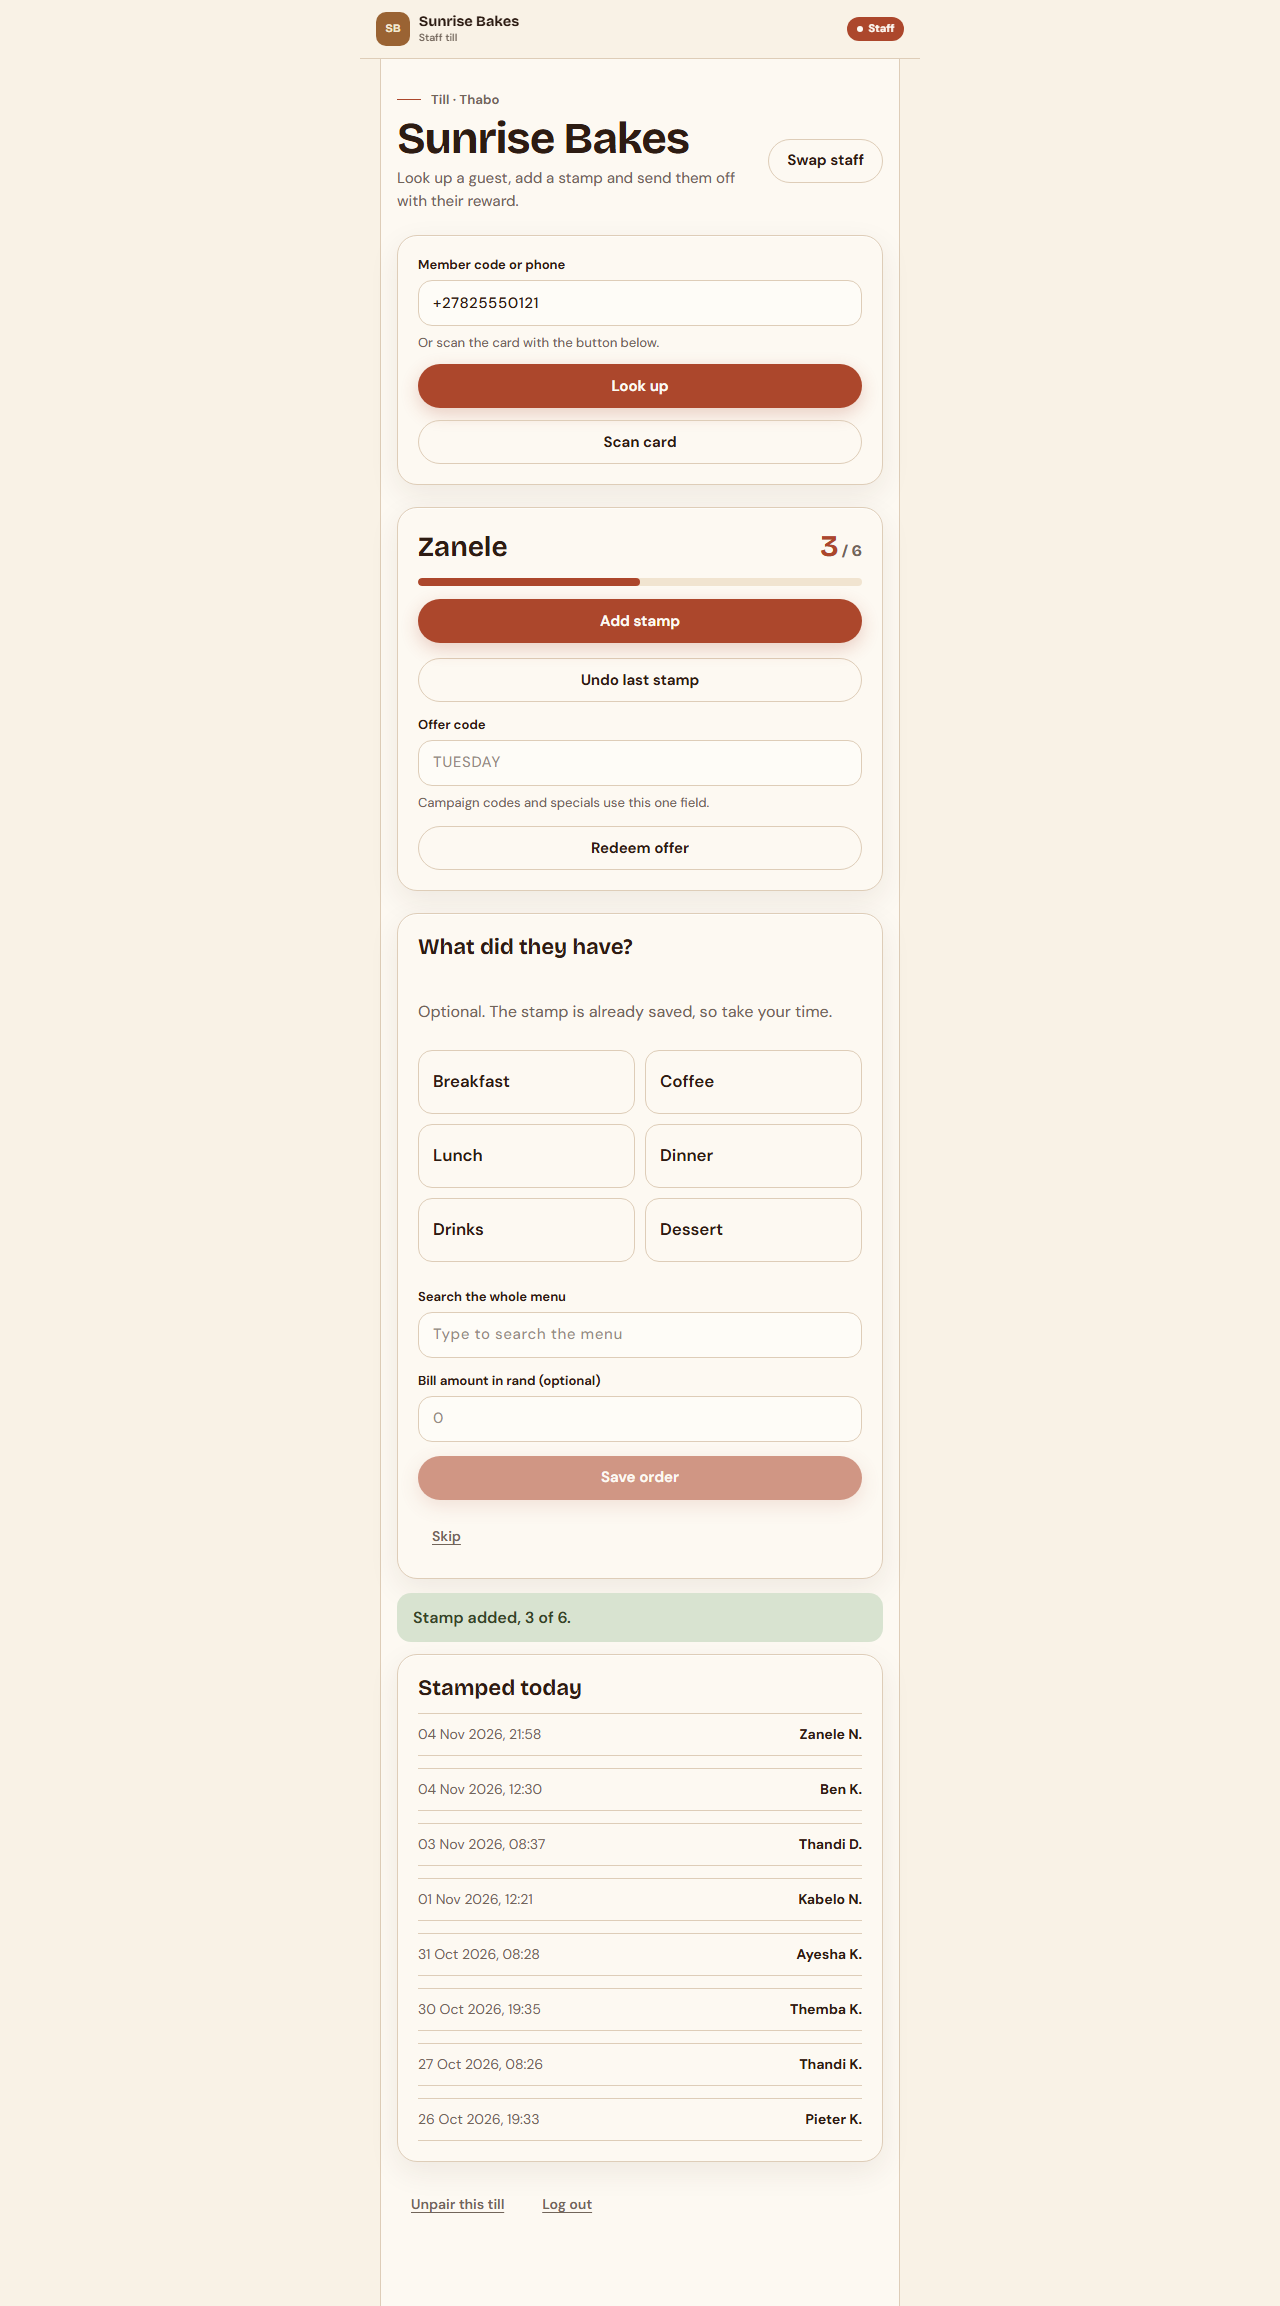 SB
Sunrise Bakes
Staff till
Staff
Till · Thabo
Sunrise Bakes
Look up a guest, add a stamp and send them off
with their reward.
Swap staff
Member code or phone
+27825550121
Or scan the card with the button below.
Look up
Scan card
Zanele
3 / 6
Add stamp
Undo last stamp
Offer code
TUESDAY
Campaign codes and specials use this one field.
Redeem offer
What did they have?
Optional. The stamp is already saved, so take your time.
Breakfast
Coffee
Lunch
Dinner
Drinks
Dessert
Search the whole menu
Type to search the menu
Bill amount in rand (optional)
0
Save order
Skip
Stamp added, 3 of 6.
Stamped today
04 Nov 2026, 21:58 Zanele N.
04 Nov 2026, 12:30 Ben K.
03 Nov 2026, 08:37 Thandi D.
01 Nov 2026, 12:21 Kabelo N.
31 Oct 2026, 08:28 Ayesha K.
30 Oct 2026, 19:35 Themba K.
27 Oct 2026, 08:26 Thandi K.
26 Oct 2026, 19:33 Pieter K.
Unpair this till
Log out